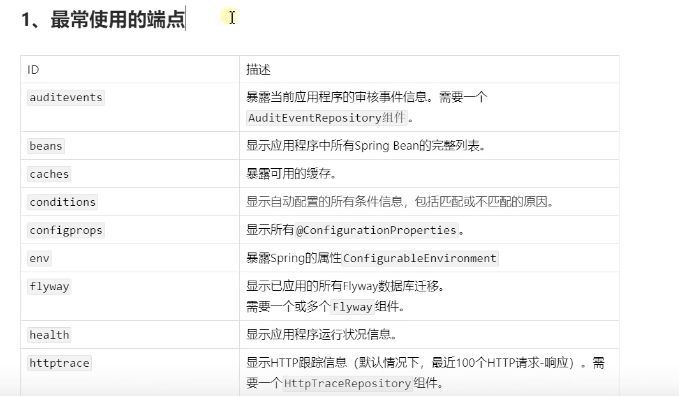 1、最常使用的端点
ID 描述
auditevents 暴露当前应用程序的审核事件信息。需要一个
AuditEventRepository组件。
beans 显示应用程序中所有Spring Bean的完整列表。
caches 暴露可用的缓存。
conditions 显示自动配置的所有条件信息，包括匹配或不匹配的原因。
configprops 显示所有@ConfigurationProperties。
env 暴露Spring的属性ConfigurableEnvironment
flyway 显示已应用的所有Flyway数据库迁移。
需要一个或多个Flyway组件。
health 显示应用程序运行状况信息。
httptrace 显示HTTP跟踪信息（默认情况下，最近100个HTTP请求-响应）。需
要一个HttpTraceRepository组件。